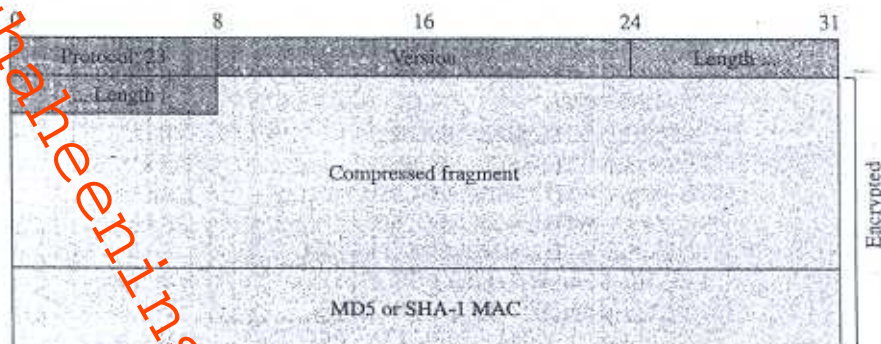 0 8 16 24 31
Protocol: 23 Version Length ...
... Length
Compressed fragment
Encrypted
MD5 or SHA-1 MAC